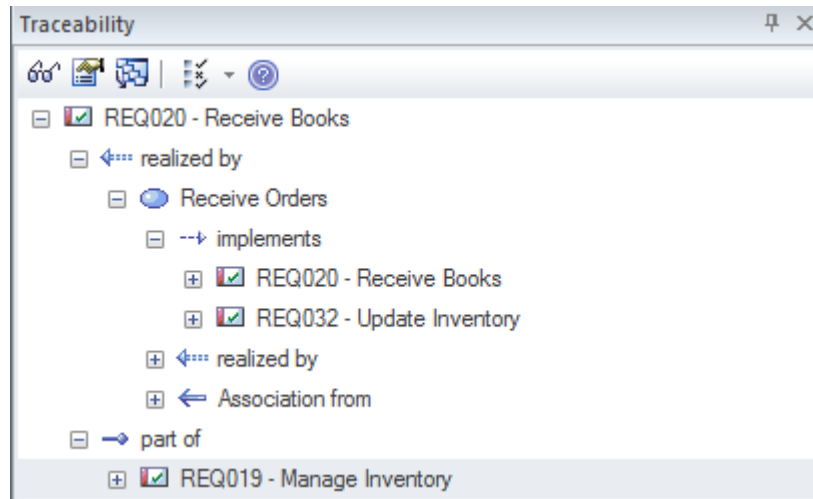 Traceability
REQ020 - Receive Books
realized by
Receive Orders
implements
REQ020 - Receive Books
REQ032 - Update Inventory
realized by
Association from
part of
REQ019 - Manage Inventory